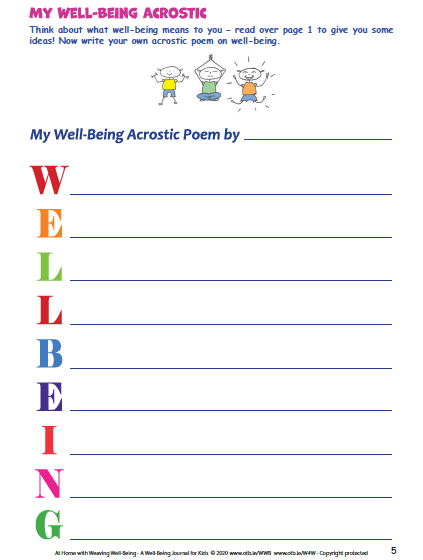 MY WELL-BEING ACROSTIC
Think about what well-being means to you - read over page 1 to give you some
ideas! Now write your own acrostic poem on well-being.
My Well-Being Acrostic Poem by
W
E
L
L
B
E
I
N
G
At Home with Weaving Well-Being - A Well-Being Journal for Kids © 2020 www.otb.ie/WWB www.otb.ie/W4W - Copyright protected
5